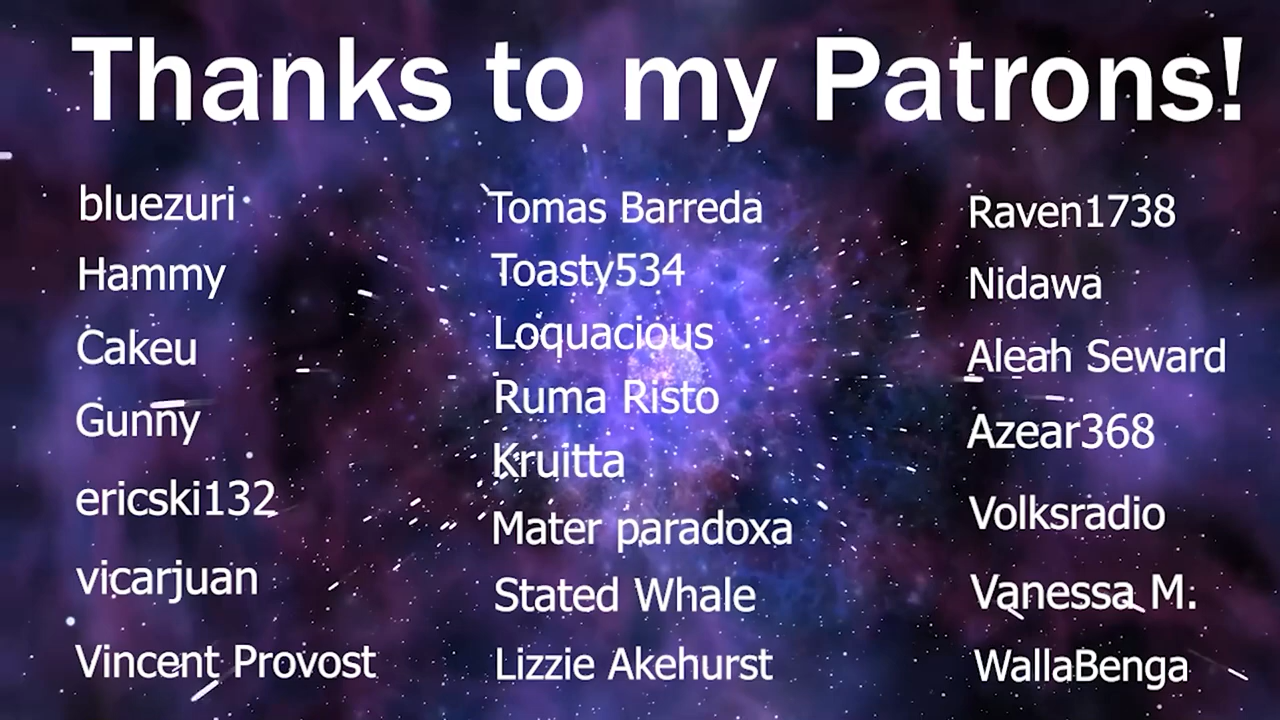 Thanks to my Patrons!
bluezuri
Hammy
Cakeu
Gunny
ericski132
vicarjuan
Vincent Provost
Tomas Barreda
Toasty534
Loquacious
Ruma Risto
Kruitta
Mater paradoxa
Stated Whale
Lizzie Akehurst
Raven1738
Nidawa
Aleah Seward
Azear368
Volksradio
Vanessa M.
WallaBenga